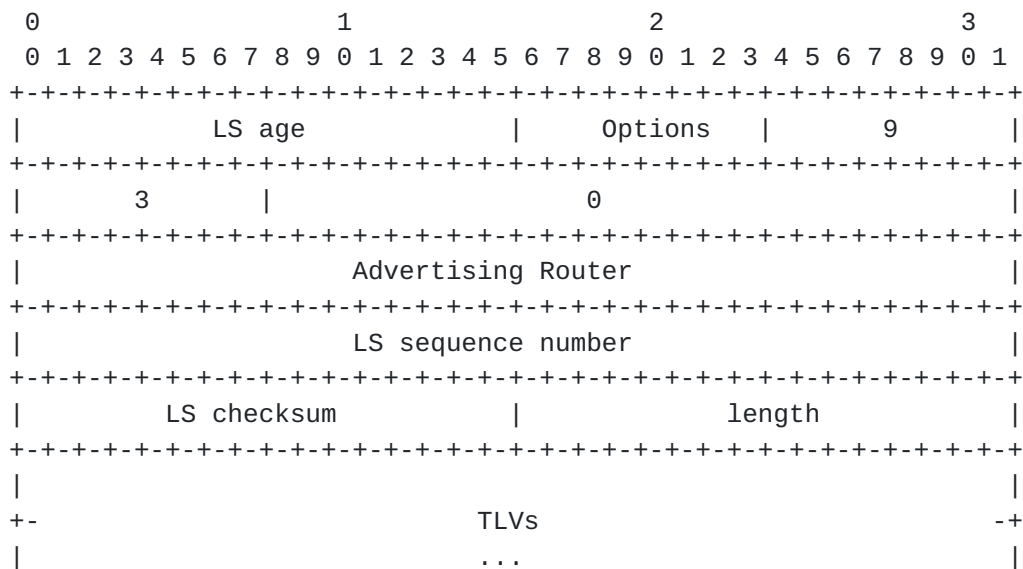 0                   1                   2                   3
 0 1 2 3 4 5 6 7 8 9 0 1 2 3 4 5 6 7 8 9 0 1 2 3 4 5 6 7 8 9 0 1
+-+-+-+-+-+-+-+-+-+-+-+-+-+-+-+-+-+-+-+-+-+-+-+-+-+-+-+-+-+-+-+-+
|            LS age             |     Options   |       9       |
+-+-+-+-+-+-+-+-+-+-+-+-+-+-+-+-+-+-+-+-+-+-+-+-+-+-+-+-+-+-+-+-+
|       3       |                    0                          |
+-+-+-+-+-+-+-+-+-+-+-+-+-+-+-+-+-+-+-+-+-+-+-+-+-+-+-+-+-+-+-+-+
|                     Advertising Router                        |
+-+-+-+-+-+-+-+-+-+-+-+-+-+-+-+-+-+-+-+-+-+-+-+-+-+-+-+-+-+-+-+-+
|                     LS sequence number                        |
+-+-+-+-+-+-+-+-+-+-+-+-+-+-+-+-+-+-+-+-+-+-+-+-+-+-+-+-+-+-+-+-+
|         LS checksum           |             length            |
+-+-+-+-+-+-+-+-+-+-+-+-+-+-+-+-+-+-+-+-+-+-+-+-+-+-+-+-+-+-+-+-+
|                                                               |
+-                            TLVs                             -+
|                             ...                               |